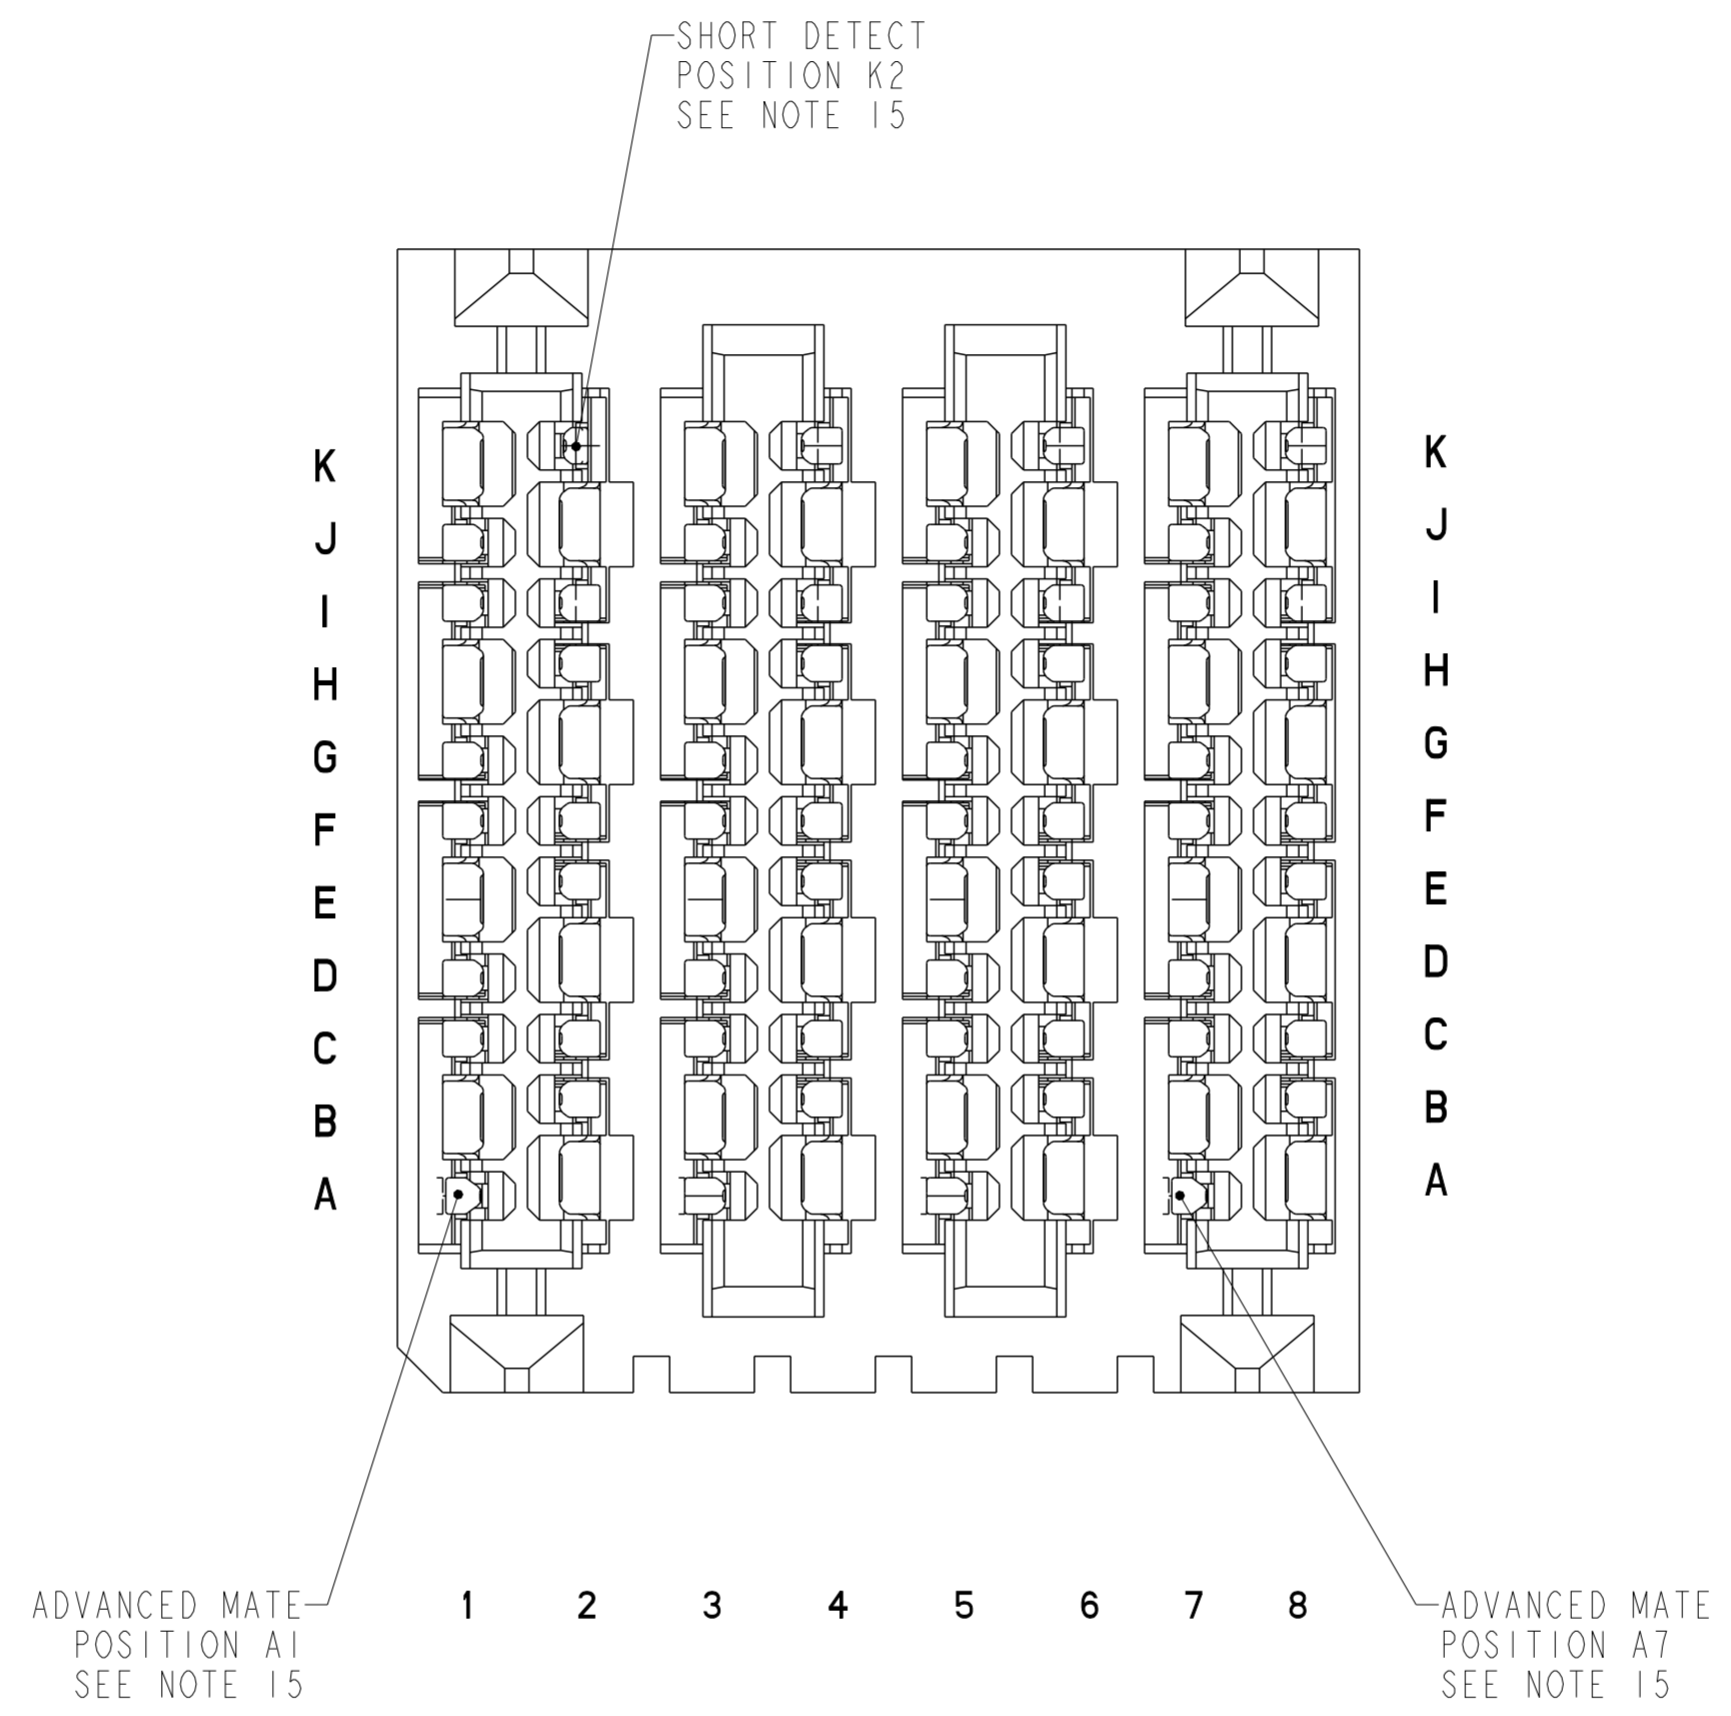 SHORT DETECT
POSITION K2
SEE NOTE 15
K K
J J
I I
H H
G G
F F
E E
D D
C C
B B
A A
1 2 3 4 5 6 7 8
ADVANCED MATE
POSITION A1
SEE NOTE 15
ADVANCED MATE
POSITION A7
SEE NOTE 15